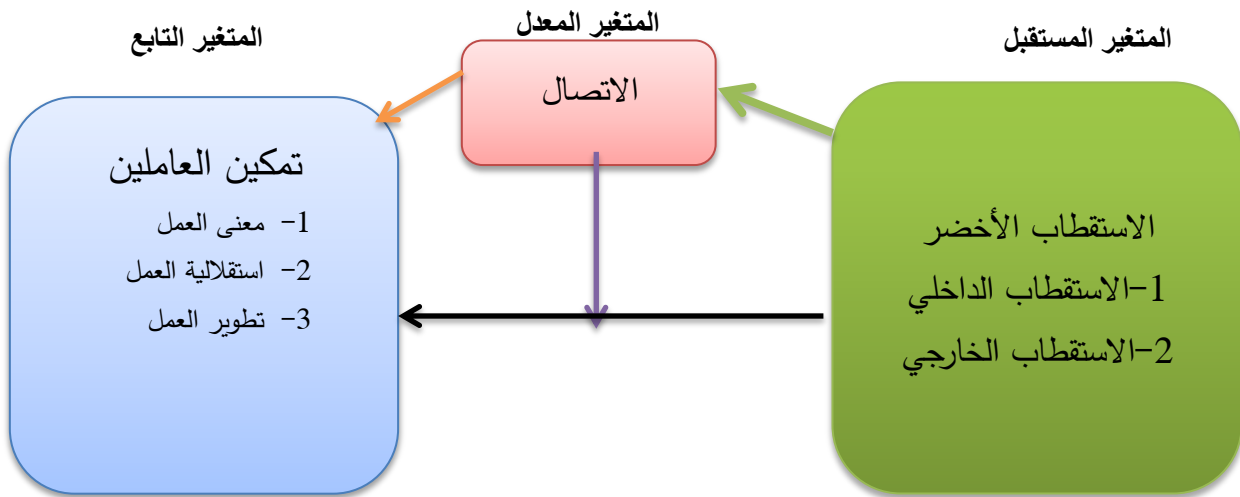 المتغير المستقبل
المتغير المعدل
المتغير التابع
الاستقطاب الأخضر
1-الاستقطاب الداخلي
2-الاستقطاب الخارجي
الاتصال
تمكين العاملين
1- معنى العمل
2- استقلالية العمل
3- تطوير العمل